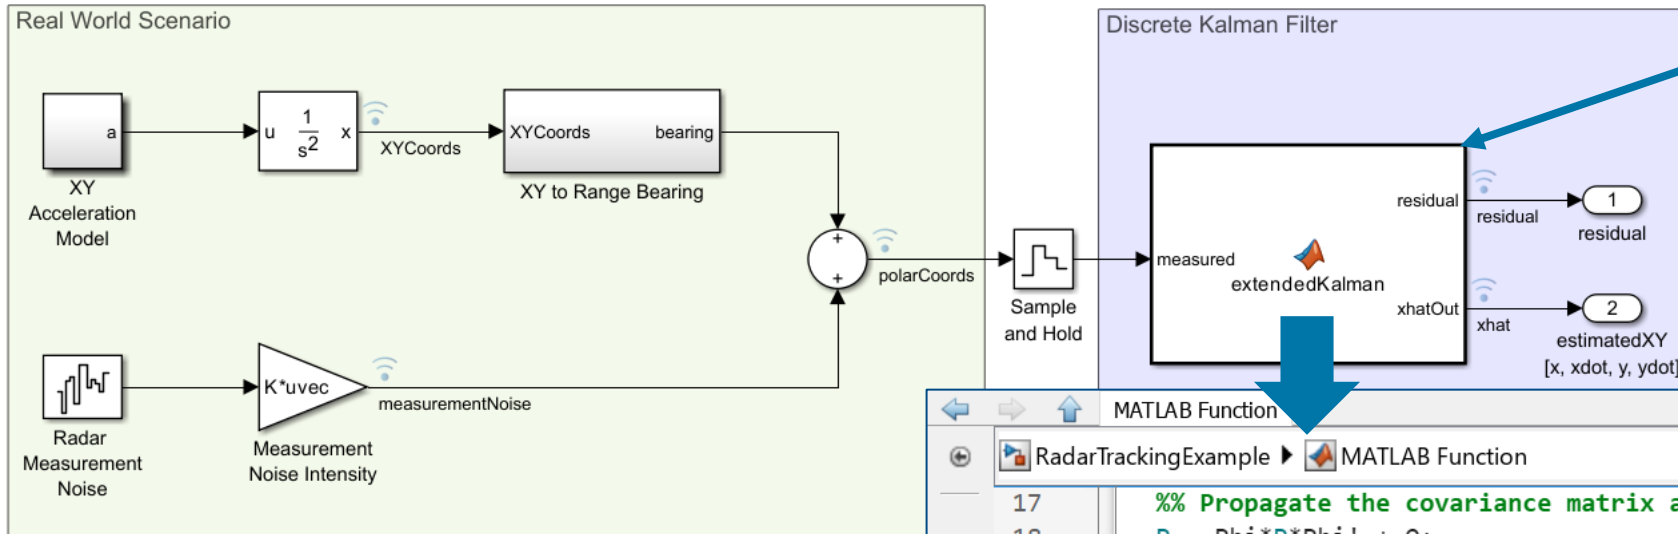 Real World Scenario
Discrete Kalman Filter
a
u
1
s2
x
XYCoords
XYCoords
bearing
XY
Acceleration
Model
XY to Range Bearing
+
+
polarCoords
Sample
and Hold
measured
extendedKalman
residual
xhatOut
residual
1
residual
xhat
2
estimatedXY
[x, xdot, y, ydot]
K*uvec
measurementNoise
Radar
Measurement
Noise
Measurement
Noise Intensity
MATLAB Function
RadarTrackingExample
MATLAB Function
17 %% Propagate the covariance matrix a